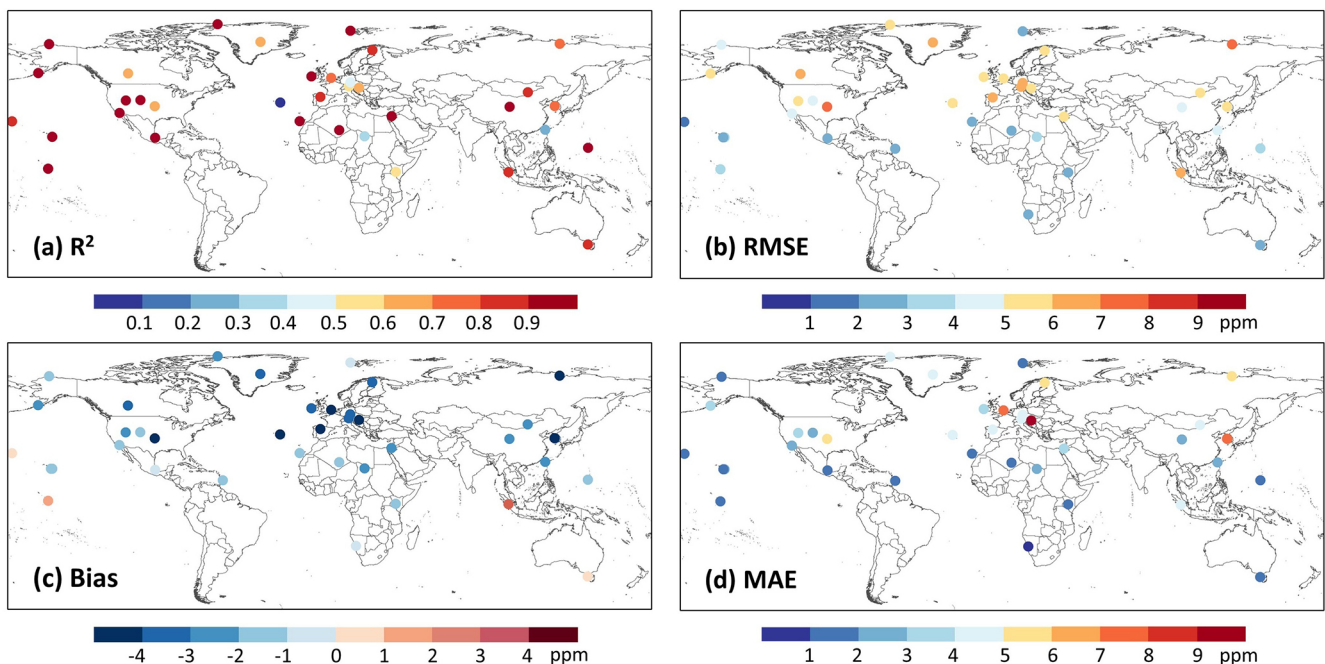 (a) R²
0.1 0.2 0.3 0.4 0.5 0.6 0.7 0.8 0.9
(b) RMSE
1 2 3 4 5 6 7 8 9 ppm
(c) Bias
-4 -3 -2 -1 0 1 2 3 4 ppm
(d) MAE
1 2 3 4 5 6 7 8 9 ppm